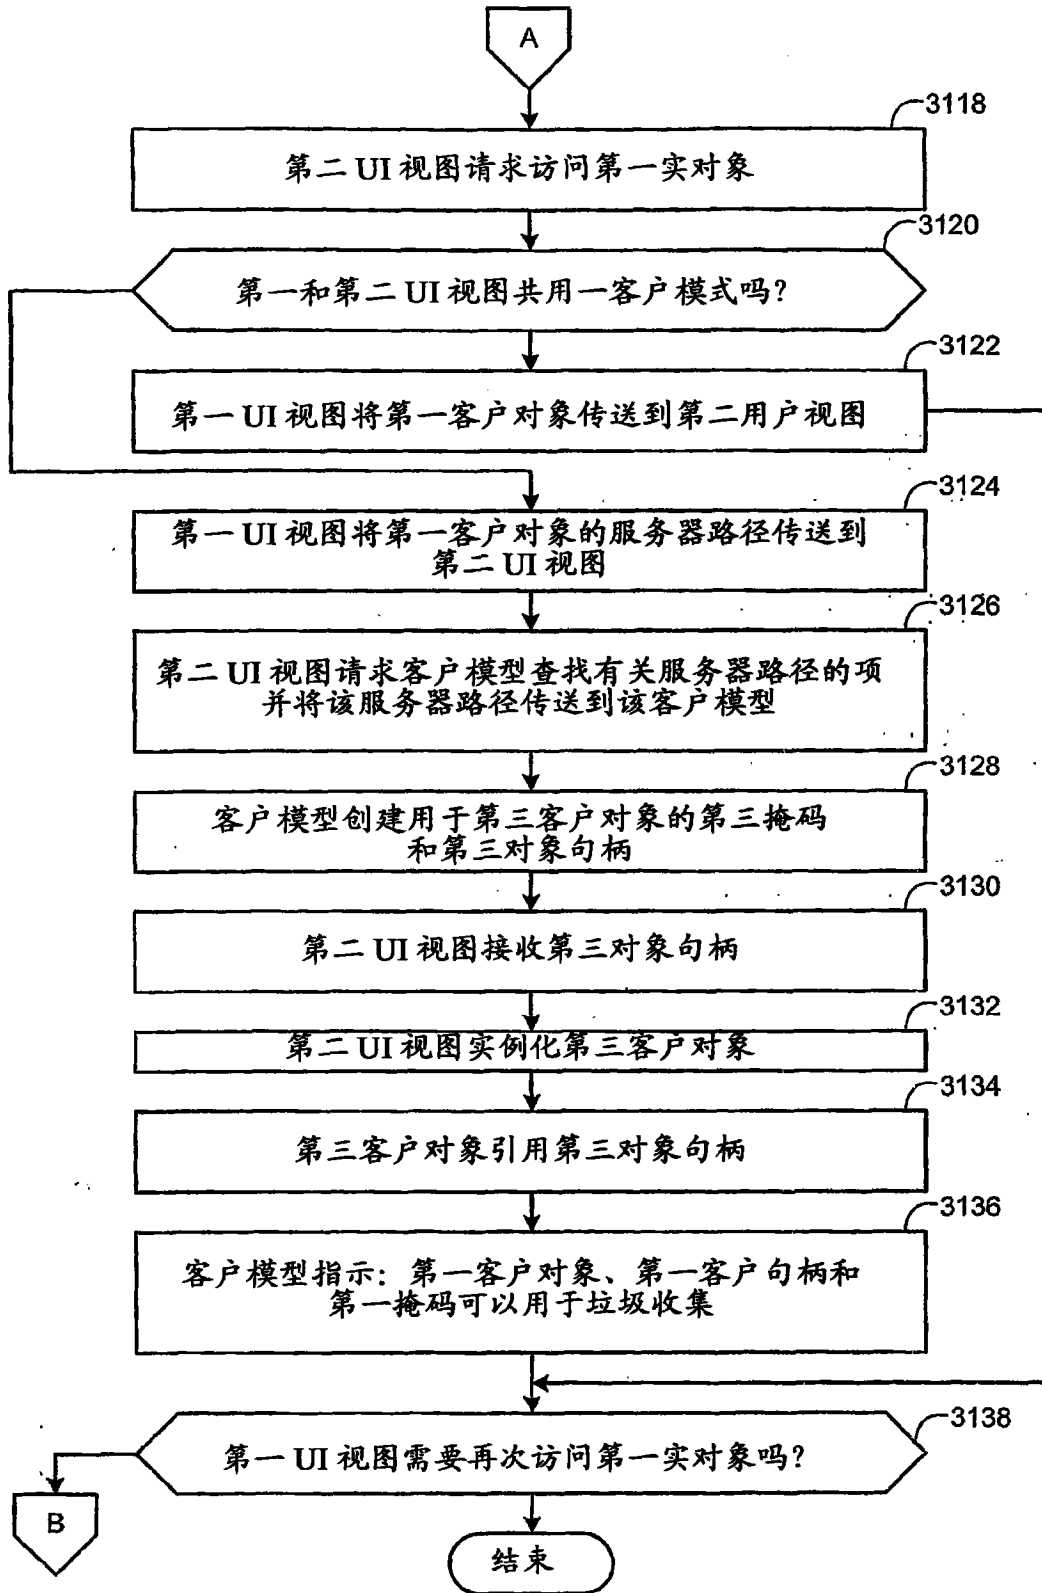 A
3118
第二 UI 视图请求访问第一实对象
3120
第一和第二 UI 视图共用一客户模式吗?
3122
第一 UI 视图将第一客户对象传送到第二用户视图
3124
第一 UI 视图将第一客户对象的服务器路径传送到
第二 UI 视图
3126
第二 UI 视图请求客户模型查找有关服务器路径的项
并将该服务器路径传送到该客户模型
3128
客户模型创建用于第三客户对象的第三掩码
和第三对象句柄
3130
第二 UI 视图接收第三对象句柄
3132
第二 UI 视图实例化第三客户对象
3134
第三客户对象引用第三对象句柄
3136
客户模型指示: 第一客户对象、第一客户句柄和
第一掩码可以用于垃圾收集
3138
第一 UI 视图需要再次访问第一实对象吗?
B
结束